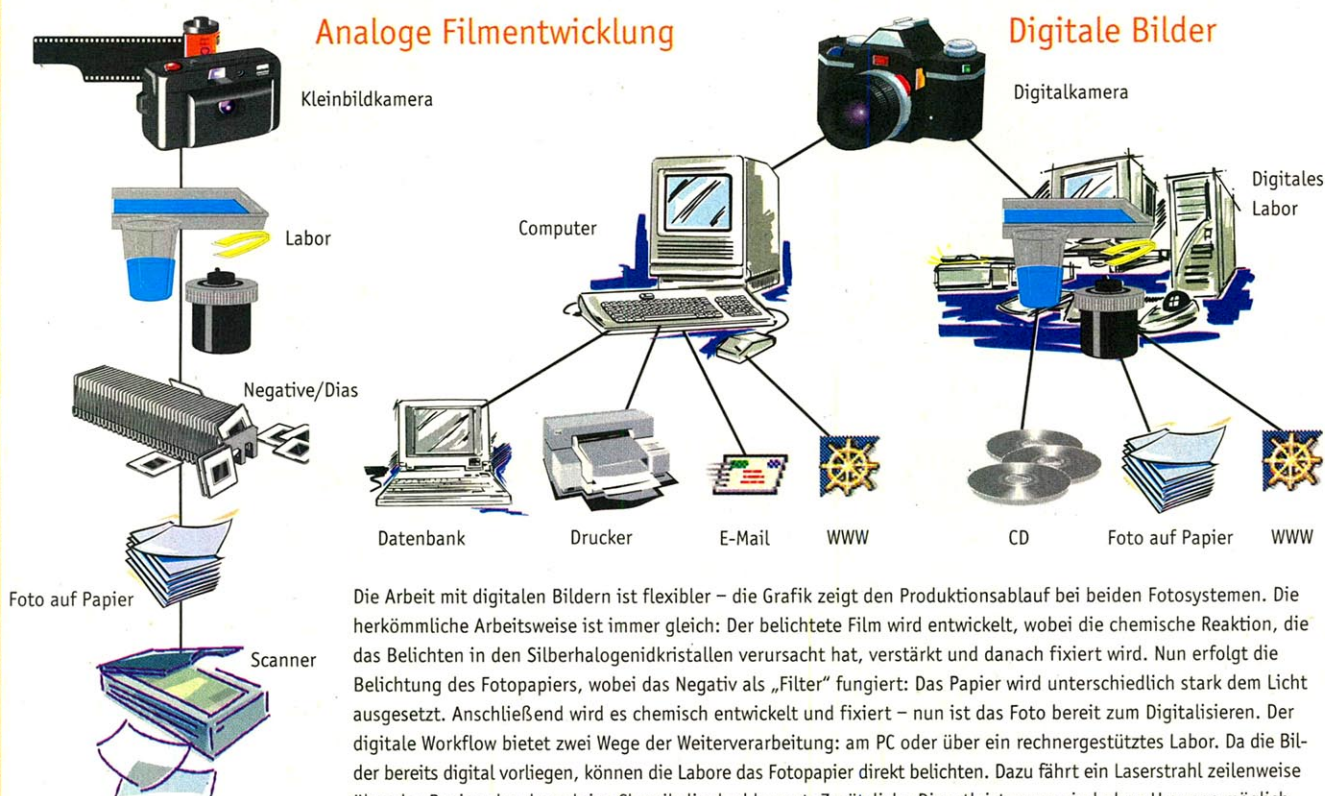 Analoge Filmentwicklung
Kleinbildkamera
Labor
Negative/Dias
Foto auf Papier
Scanner
Digitale Bilder
Digitalkamera
Computer
Digitales
Labor
Datenbank
Drucker
E-Mail
WWW
CD
Foto auf Papier
WWW
Die Arbeit mit digitalen Bildern ist flexibler – die Grafik zeigt den Produktionsablauf bei beiden Fotosystemen. Die
herkömmliche Arbeitsweise ist immer gleich: Der belichtete Film wird entwickelt, wobei die chemische Reaktion, die
das Belichten in den Silberhalogenidkristallen verursacht hat, verstärkt und danach fixiert wird. Nun erfolgt die
Belichtung des Fotopapiers, wobei das Negativ als „Filter“ fungiert: Das Papier wird unterschiedlich stark dem Licht
ausgesetzt. Anschließend wird es chemisch entwickelt und fixiert – nun ist das Foto bereit zum Digitalisieren. Der
digitale Workflow bietet zwei Wege der Weiterverarbeitung: am PC oder über ein rechnergestütztes Labor. Da die Bil-
der bereits digital vorliegen, können die Labore das Fotopapier direkt belichten. Dazu fährt ein Laserstrahl zeilenweise